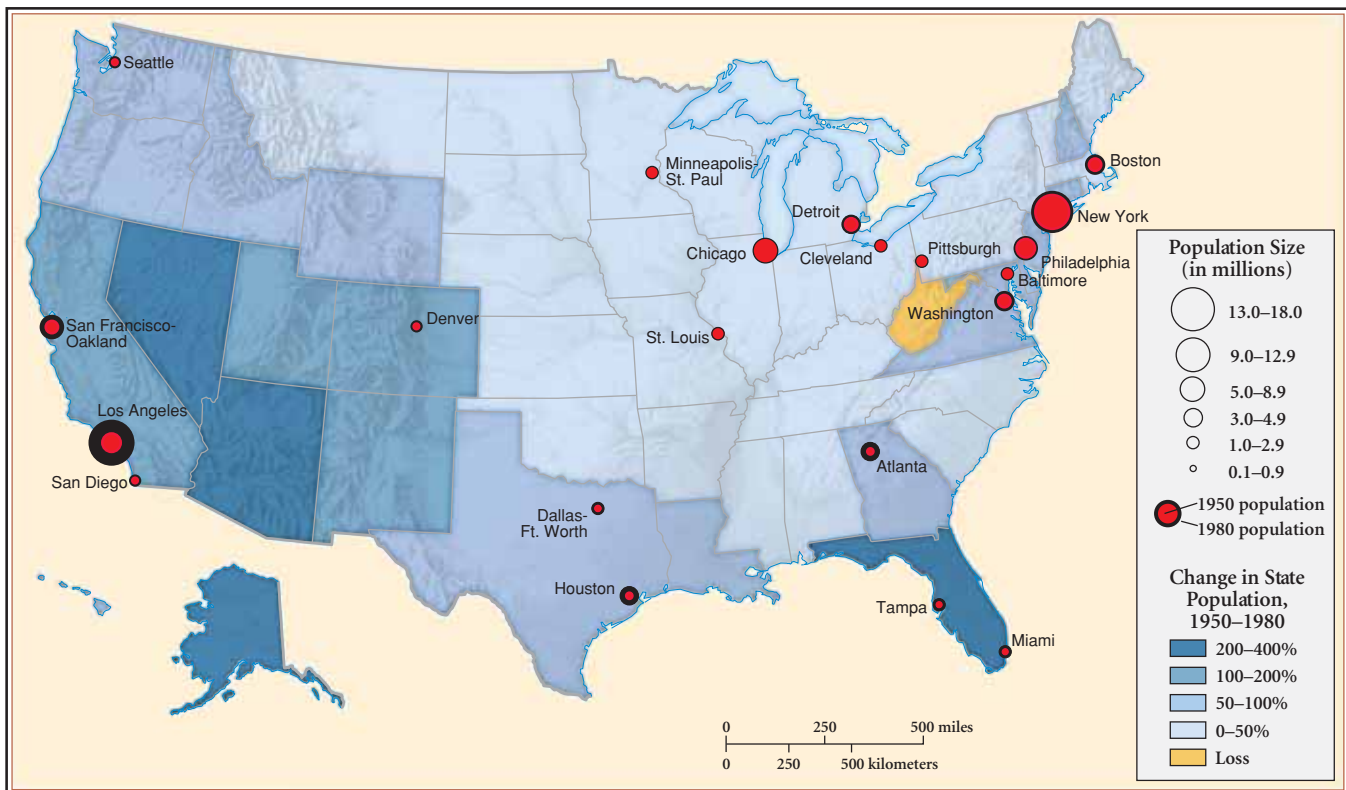 Seattle
Minneapolis-
St. Paul
Boston
Detroit
New York
Chicago
Cleveland
Pittsburgh
Philadelphia
Baltimore
Washington
San Francisco-
Oakland
Denver
St. Louis
Los Angeles
San Diego
Atlanta
Dallas-
Ft. Worth
Houston
Tampa
Miami
0 250 500 miles
0 250 500 kilometers
Population Size
(in millions)
13.0–18.0
9.0–12.9
5.0–8.9
3.0–4.9
1.0–2.9
0.1–0.9
1950 population
1980 population
Change in State
Population,
1950–1980
200–400%
100–200%
50–100%
0–50%
Loss